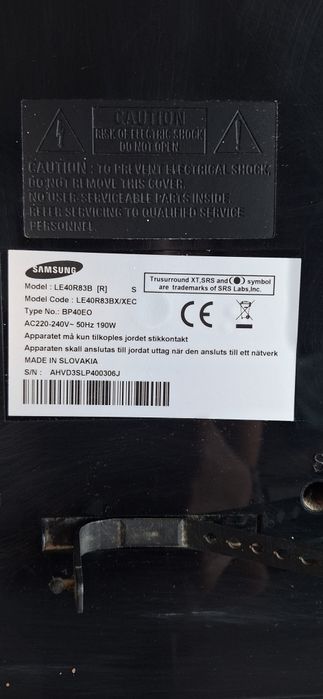 CAUTION
RISK OF ELECTRIC SHOCK
DO NOT OPEN
CAUTION : TO PREVENT ELECTRICAL SHOCK,
DO NOT REMOVE THIS COVER.
NO USER SERVICEABLE PARTS INSIDE.
REFER SERVICING TO QUALIFIED SERVICE
PERSONNEL.
SAMSUNG
Model : LE40R83B [R] S
Model Code : LE40R83BX/XEC
Type No.: BP40EO
AC220-240V~ 50Hz 190W
Trusurround XT,SRS and (●) symbol
are trademarks of SRS Labs,Inc.
CE
Apparatet må kun tilkoples jordet stikkontakt
Apparaten skall anslutas till jordat uttag när den ansluts till ett nätverk
MADE IN SLOVAKIA
S/N : AHVD3SLP400306J